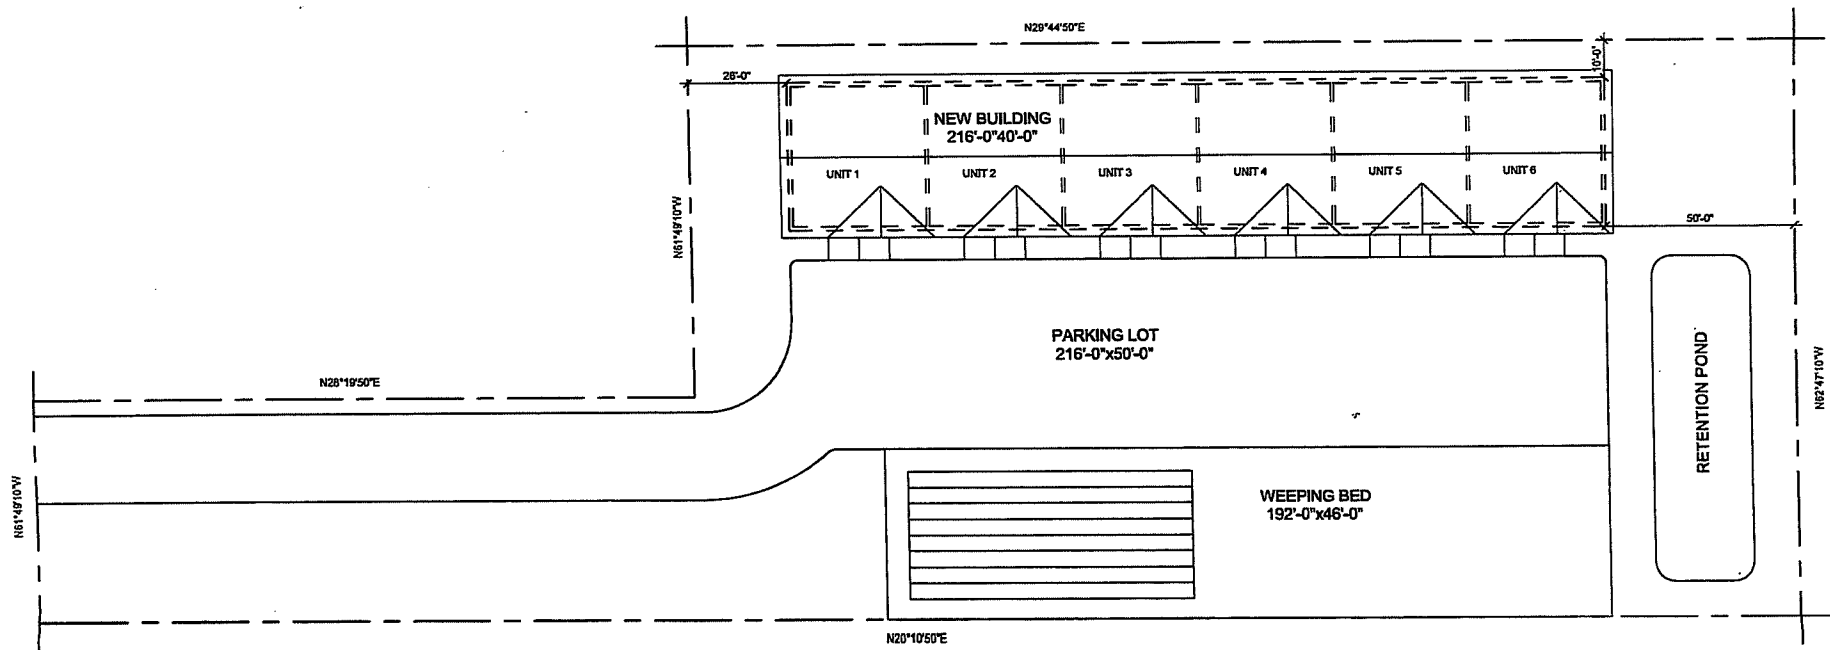 N29°44'50"E
26'-0"
10'-0"
NEW BUILDING
216'-0"40'-0"
UNIT 1
UNIT 2
UNIT 3
UNIT 4
UNIT 5
UNIT 6
N61°49'10"W
50'-0"
PARKING LOT
216'-0"x50'-0"
RETENTION POND
N62°47'10"W
N28°19'50"E
N61°49'10"W
WEEPING BED
192'-0"x46'-0"
N20°10'50"E